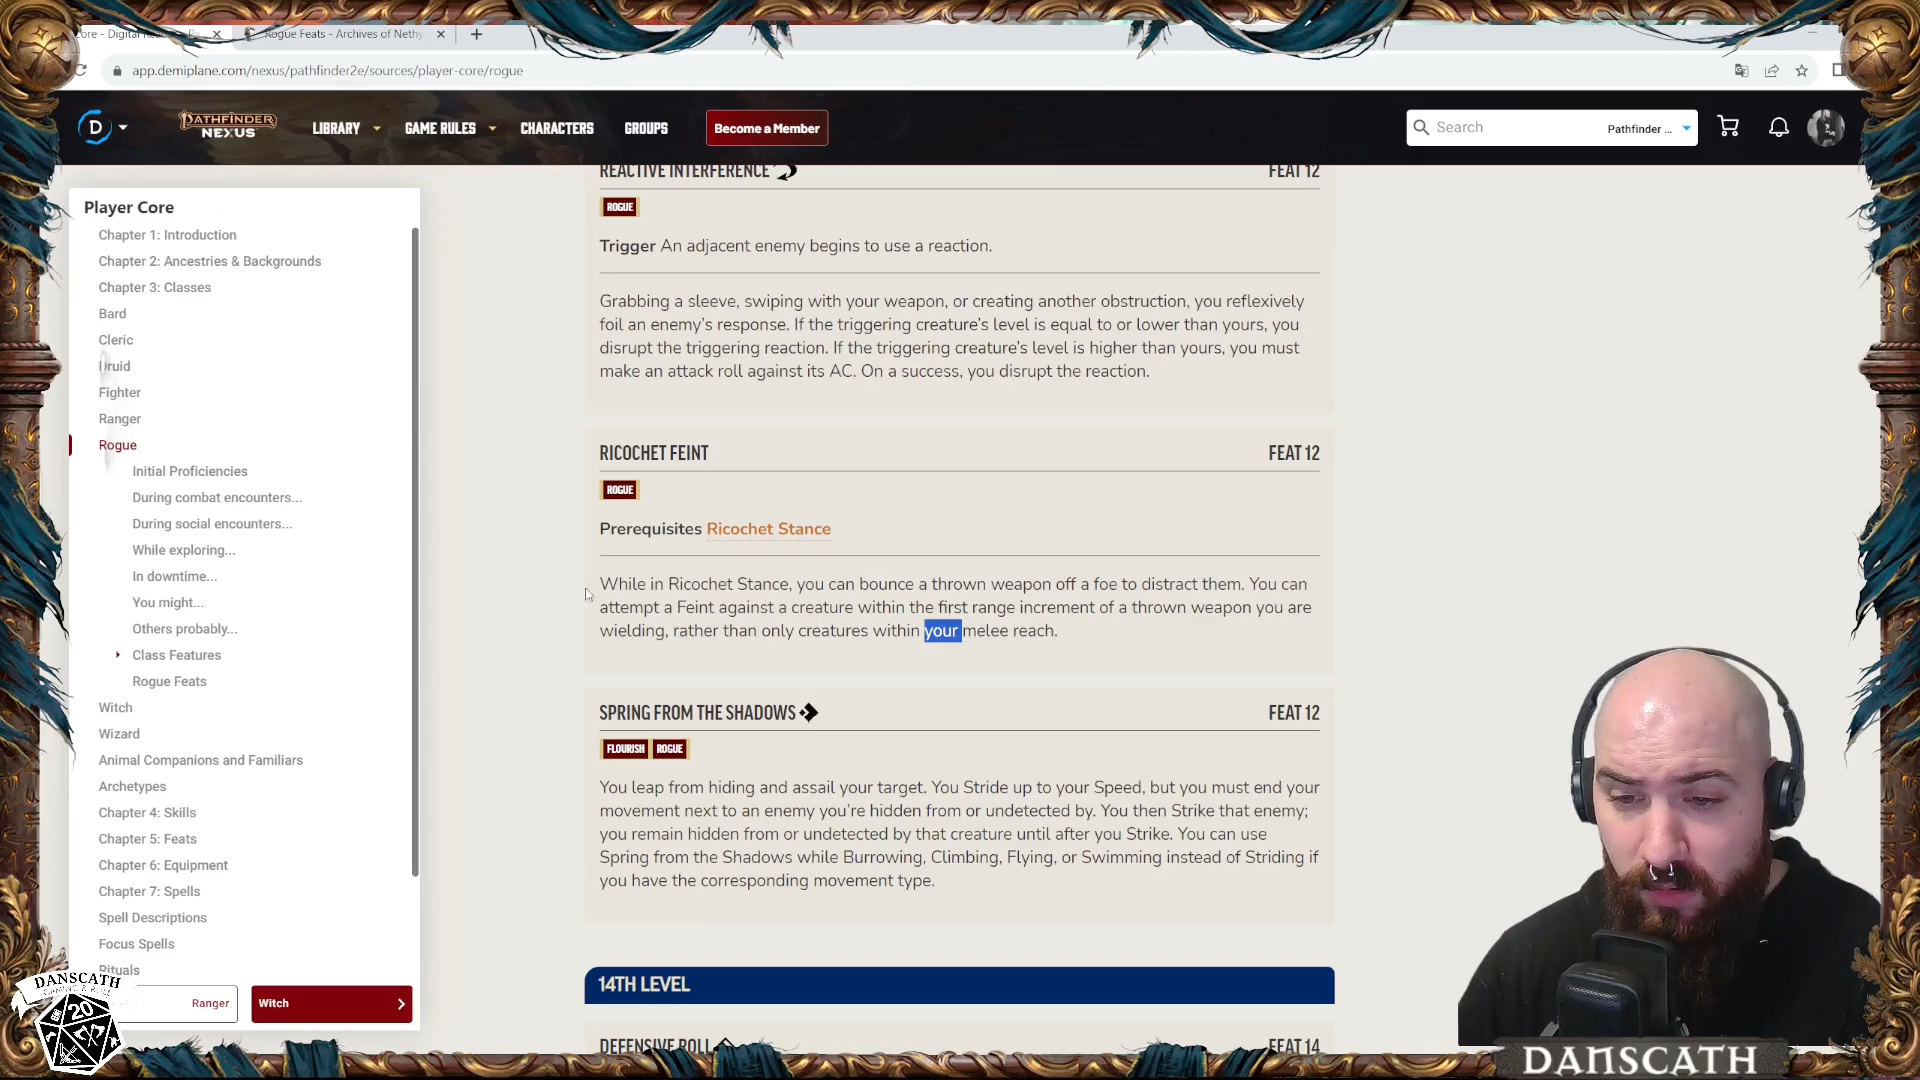 Core - Digital Rea
Rogue Feats - Archives of Nethy
app.demiplane.com/nexus/pathfinder2e/sources/player-core/rogue
D
PATHFINDER NEXUS
LIBRARY
GAME RULES
CHARACTERS
GROUPS
Become a Member
Search
Pathfinder ...
Player Core
Chapter 1: Introduction
Chapter 2: Ancestries & Backgrounds
Chapter 3: Classes
Bard
Cleric
Druid
Fighter
Ranger
Rogue
Initial Proficiencies
During combat encounters...
During social encounters...
While exploring...
In downtime...
You might...
Others probably...
Class Features
Rogue Feats
Witch
Wizard
Animal Companions and Familiars
Archetypes
Chapter 4: Skills
Chapter 5: Feats
Chapter 6: Equipment
Chapter 7: Spells
Spell Descriptions
Focus Spells
Rituals
Ranger
Witch
REACTIVE INTERFERENCE FEAT 12
ROGUE
Trigger An adjacent enemy begins to use a reaction.
Grabbing a sleeve, swiping with your weapon, or creating another obstruction, you reflexively
foil an enemy's response. If the triggering creature's level is equal to or lower than yours, you
disrupt the triggering reaction. If the triggering creature's level is higher than yours, you must
make an attack roll against its AC. On a success, you disrupt the reaction.
RICOCHET FEINT FEAT 12
ROGUE
Prerequisites Ricochet Stance
While in Ricochet Stance, you can bounce a thrown weapon off a foe to distract them. You can
attempt a Feint against a creature within the first range increment of a thrown weapon you are
wielding, rather than only creatures within your melee reach.
SPRING FROM THE SHADOWS FEAT 12
FLOURISH ROGUE
You leap from hiding and assail your target. You Stride up to your Speed, but you must end your
movement next to an enemy you're hidden from or undetected by. You then Strike that enemy;
you remain hidden from or undetected by that creature until after you Strike. You can use
Spring from the Shadows while Burrowing, Climbing, Flying, or Swimming instead of Striding if
you have the corresponding movement type.
14TH LEVEL
DEFENSIVE ROLL FEAT 14
DANSCATH
20
DANSCATH